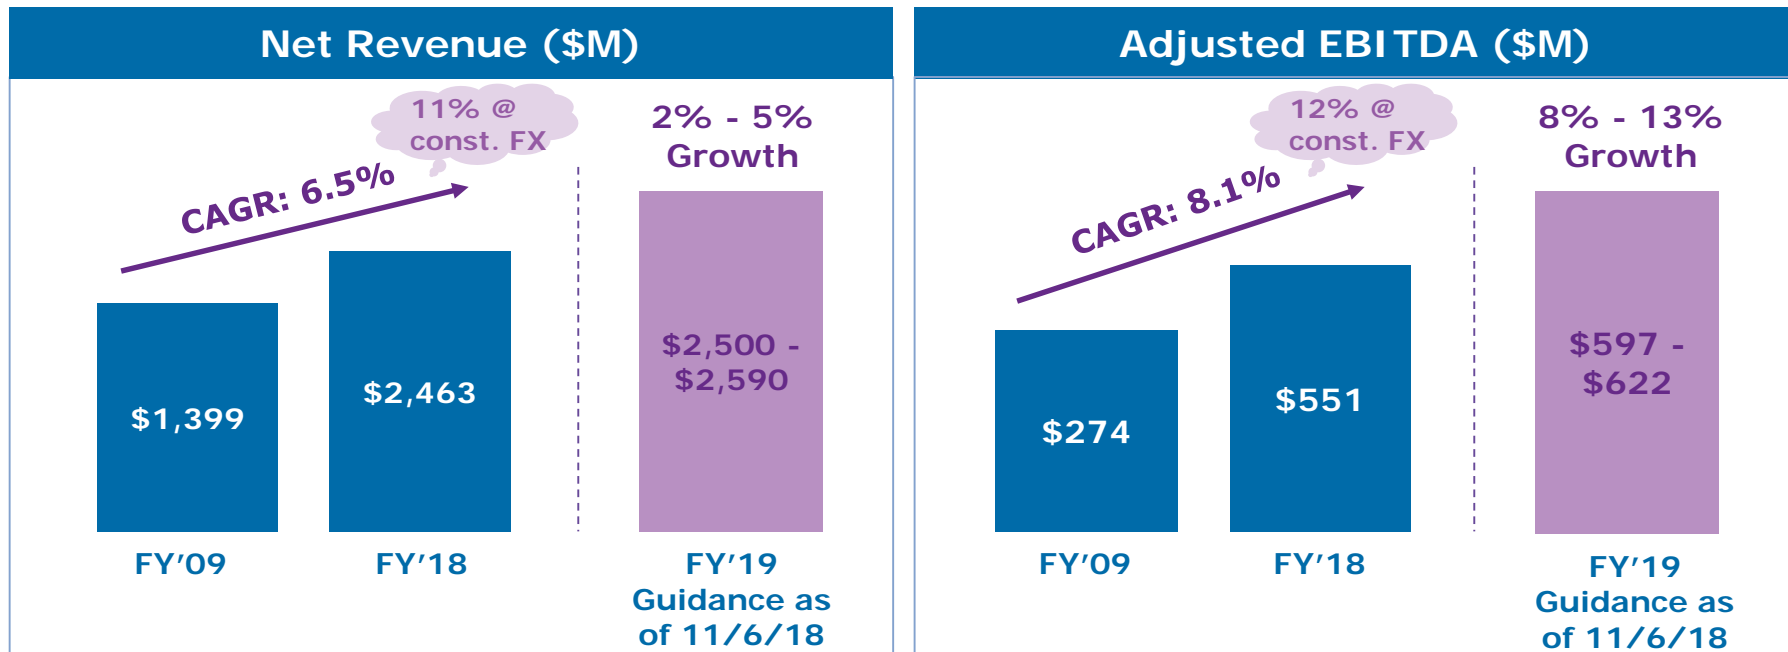 Net Revenue ($M)
11% @
const. FX
CAGR: 6.5%
2% - 5%
Growth
$1,399
$2,463
$2,500 -
$2,590
FY'09
FY'18
FY'19
Guidance as
of 11/6/18
Adjusted EBITDA ($M)
12% @
const. FX
CAGR: 8.1%
8% - 13%
Growth
$274
$551
$597 -
$622
FY'09
FY'18
FY'19
Guidance as
of 11/6/18